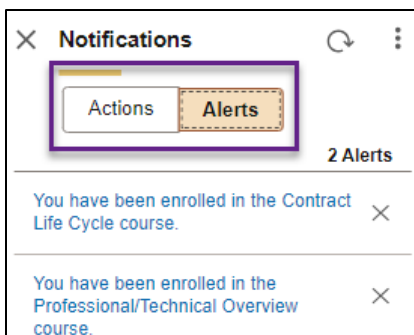 Notifications
Actions Alerts
2 Alerts
You have been enrolled in the Contract
Life Cycle course.
You have been enrolled in the
Professional/Technical Overview
course.